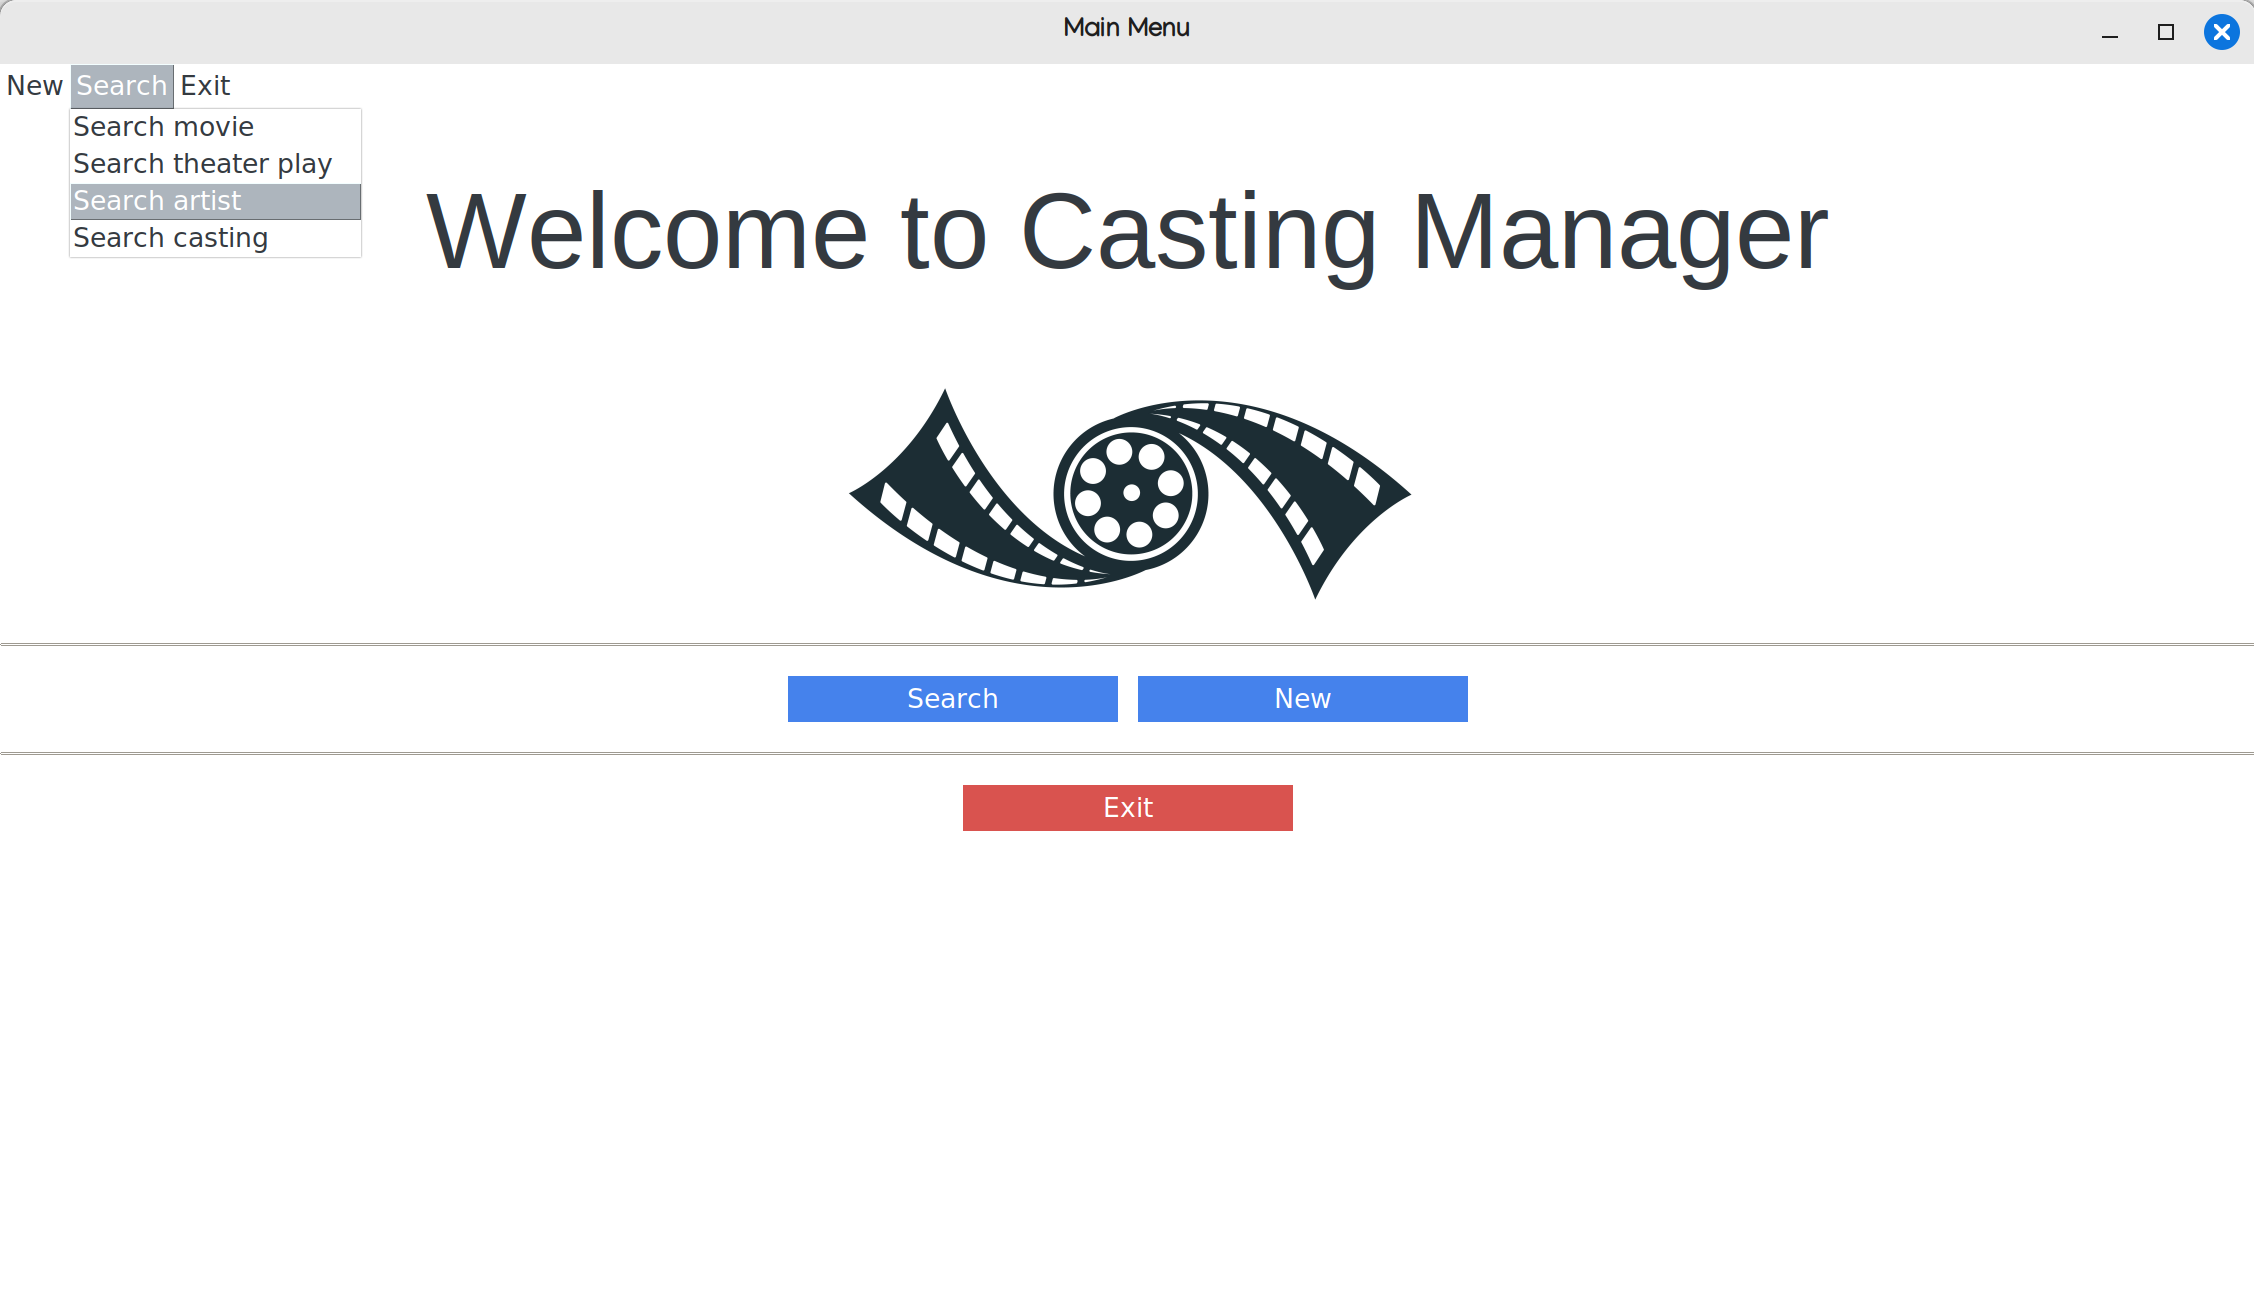 Main Menu
New Search Exit
Search movie
Search theater play
Search artist
Search casting
Welcome to Casting Manager
Search New
Exit